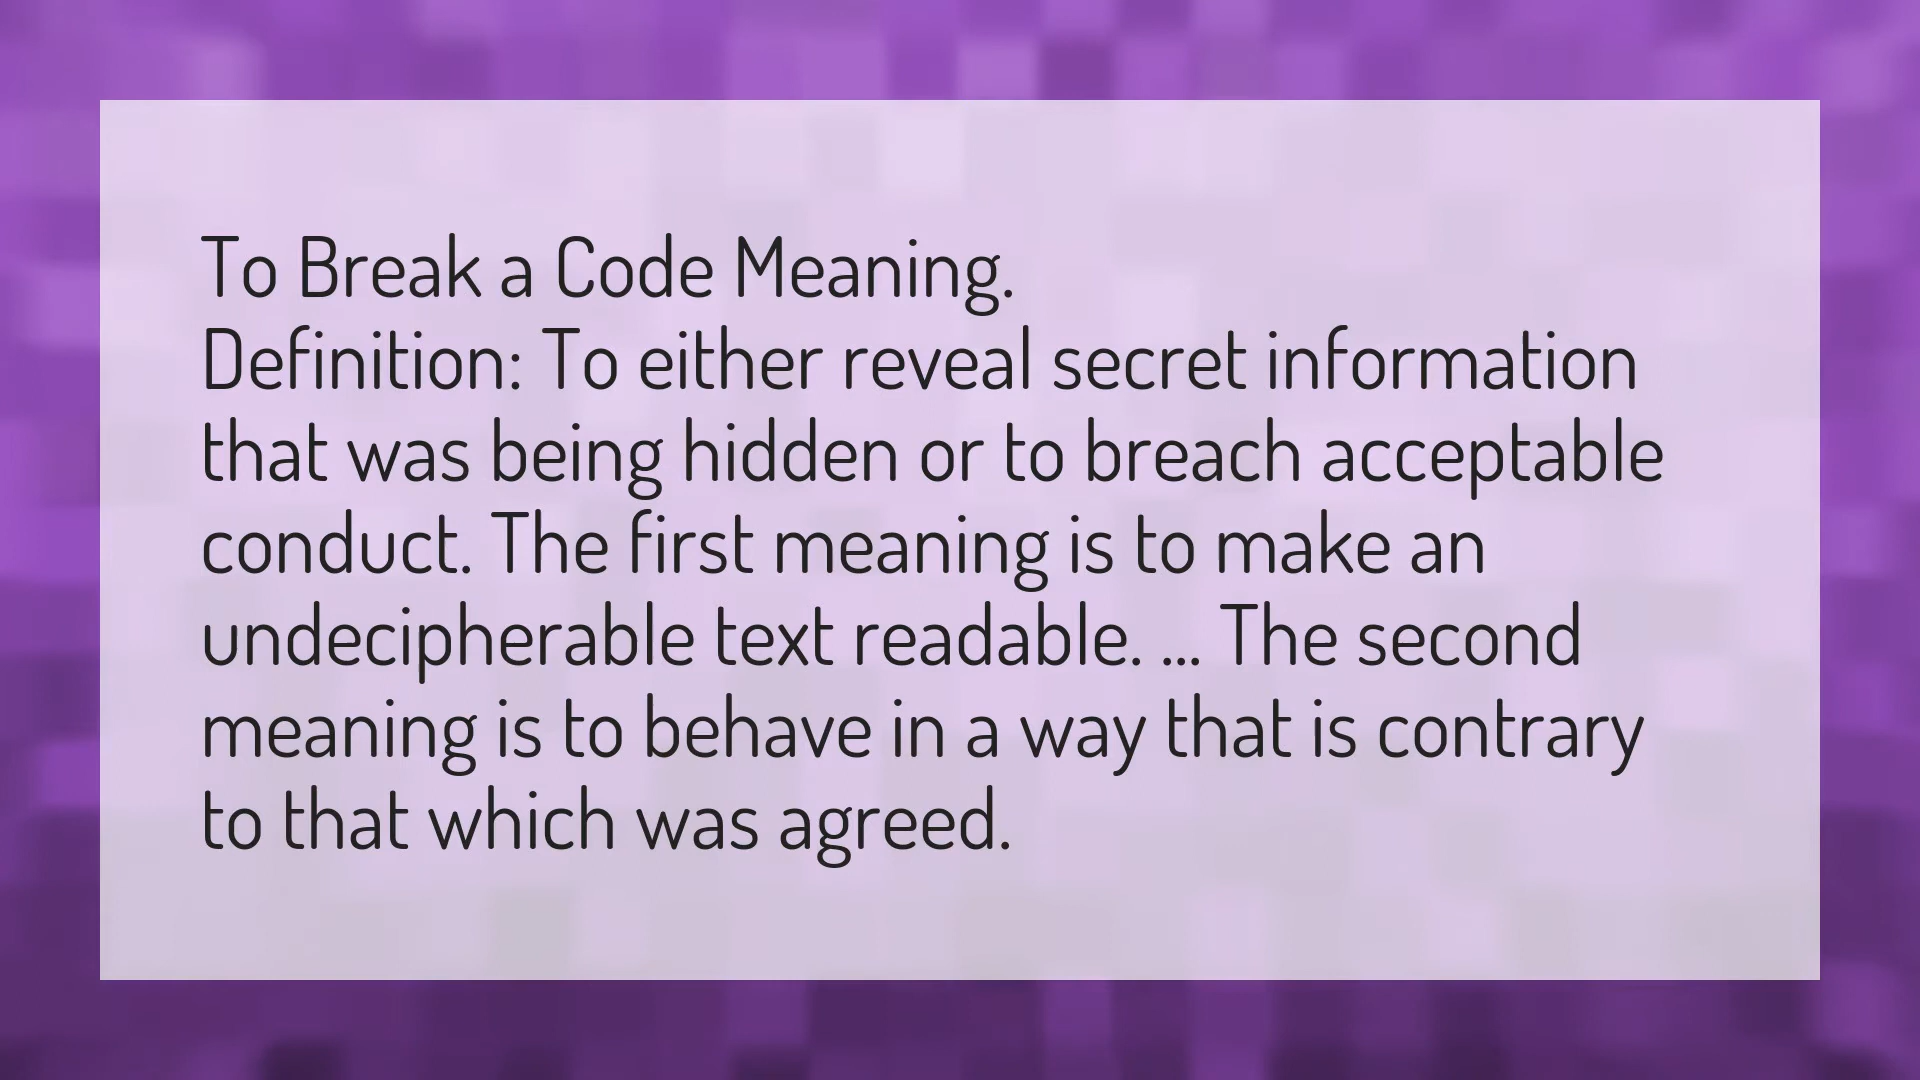 To Break a Code Meaning.
Definition: To either reveal secret information
that was being hidden or to breach acceptable
conduct. The first meaning is to make an
undecipherable text readable. ... The second
meaning is to behave in a way that is contrary
to that which was agreed.